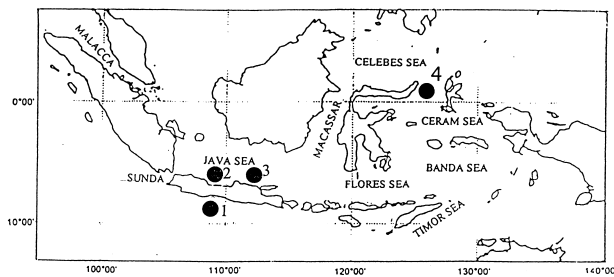 MALACCA
CELEBES SEA
4
0°00'
MACASSAR
CERAM SEA
JAVA SEA
BANDA SEA
2
3
SUNDA
FLORES SEA
1
TIMOR SEA
10°00'
100°00'
110°00'
120°00'
130°00'
140°00'